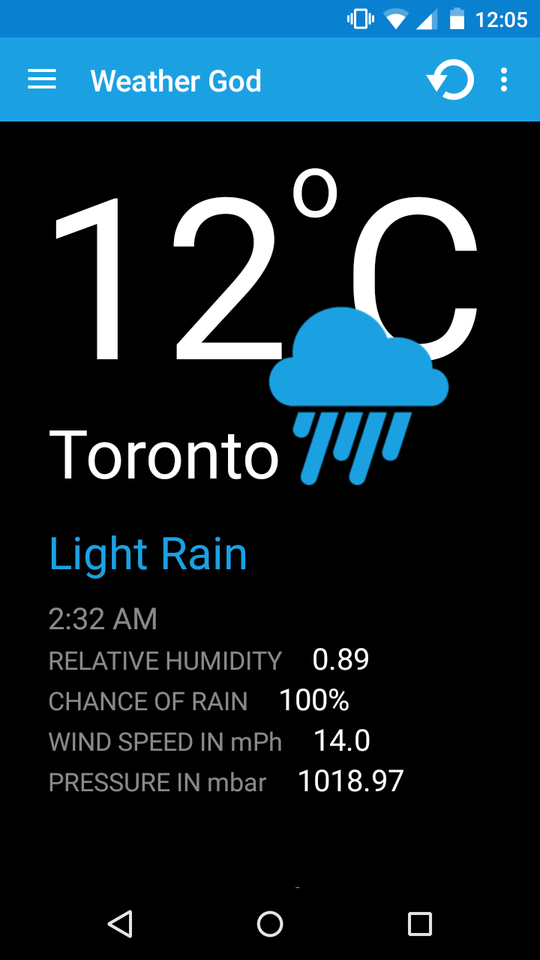 12:05
Weather God
12°C
Toronto
Light Rain
2:32 AM
RELATIVE HUMIDITY 0.89
CHANCE OF RAIN 100%
WIND SPEED IN mPh 14.0
PRESSURE IN mbar 1018.97